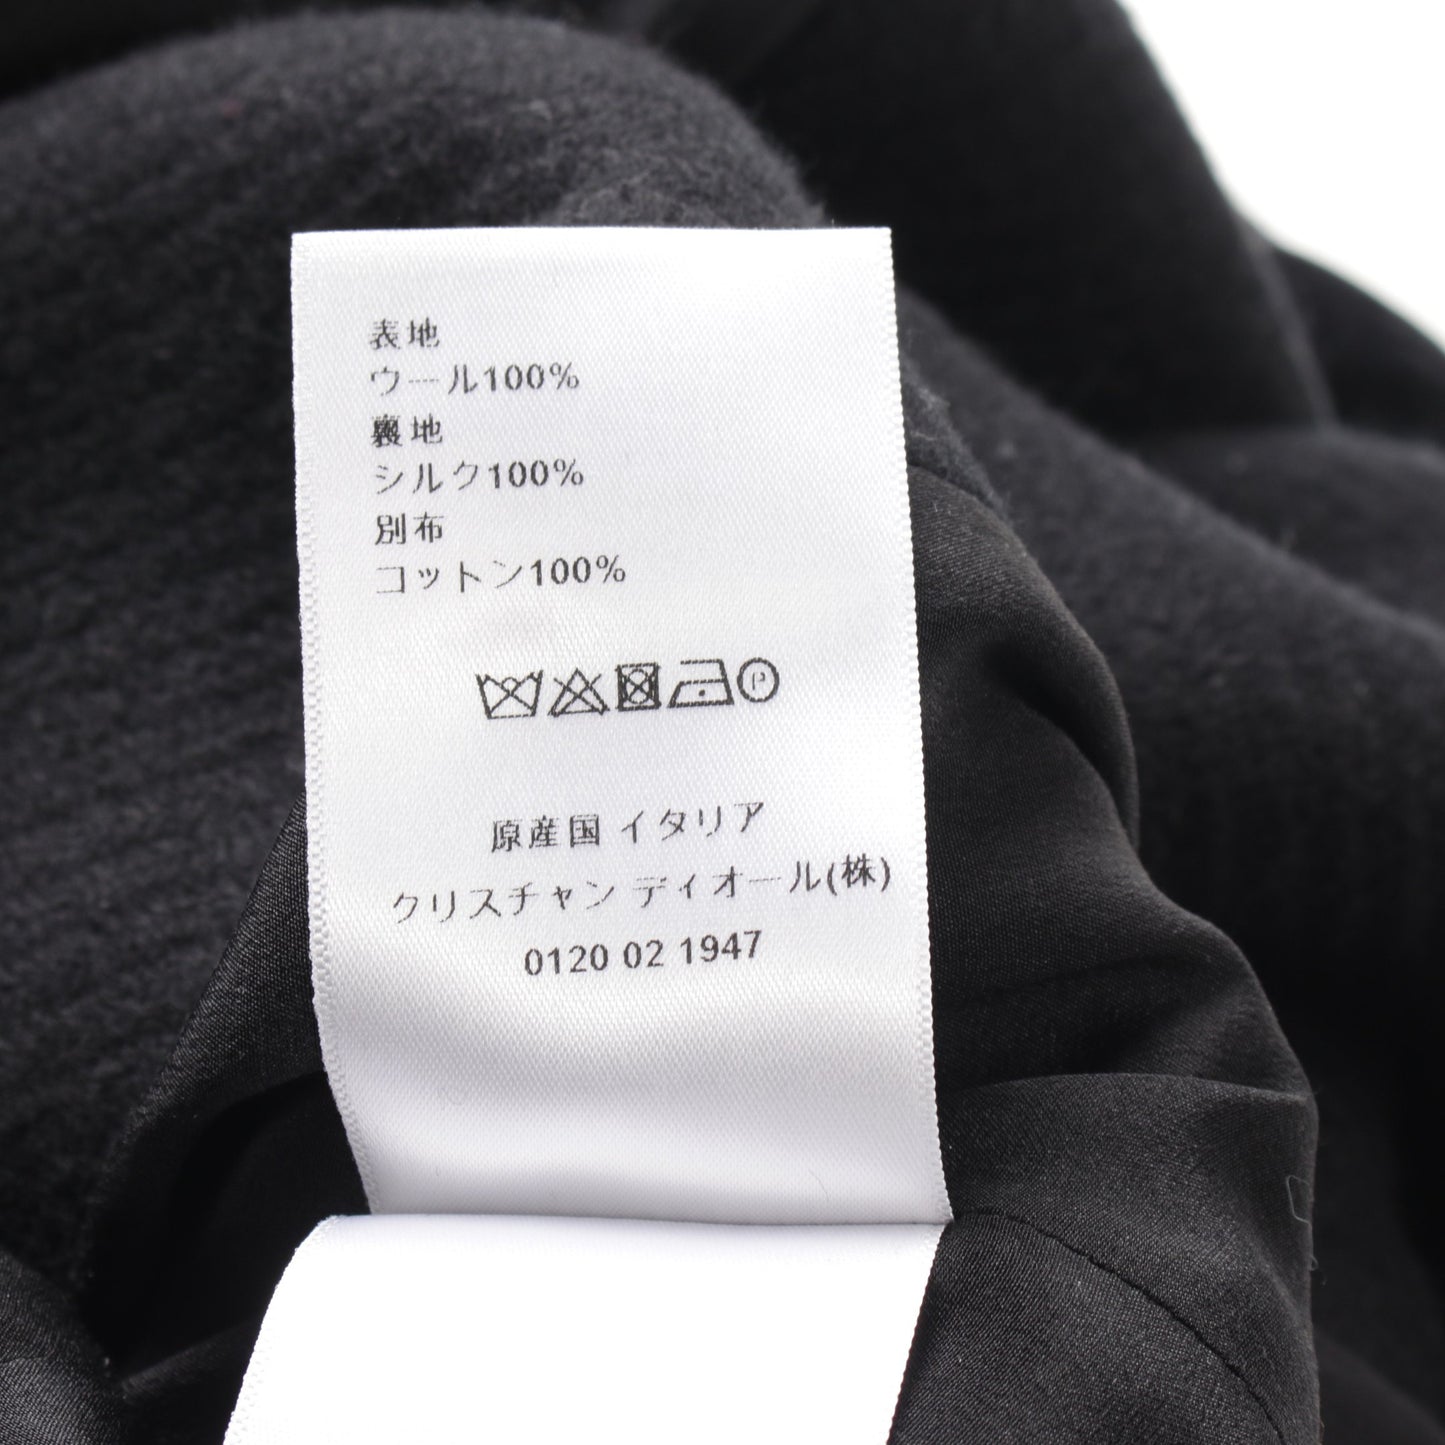 表地
ウール100%
裏地
シルク100%
別布
コットン100%
P
原産国 イタリア
クリスチャン ディオール(株)
0120 02 1947